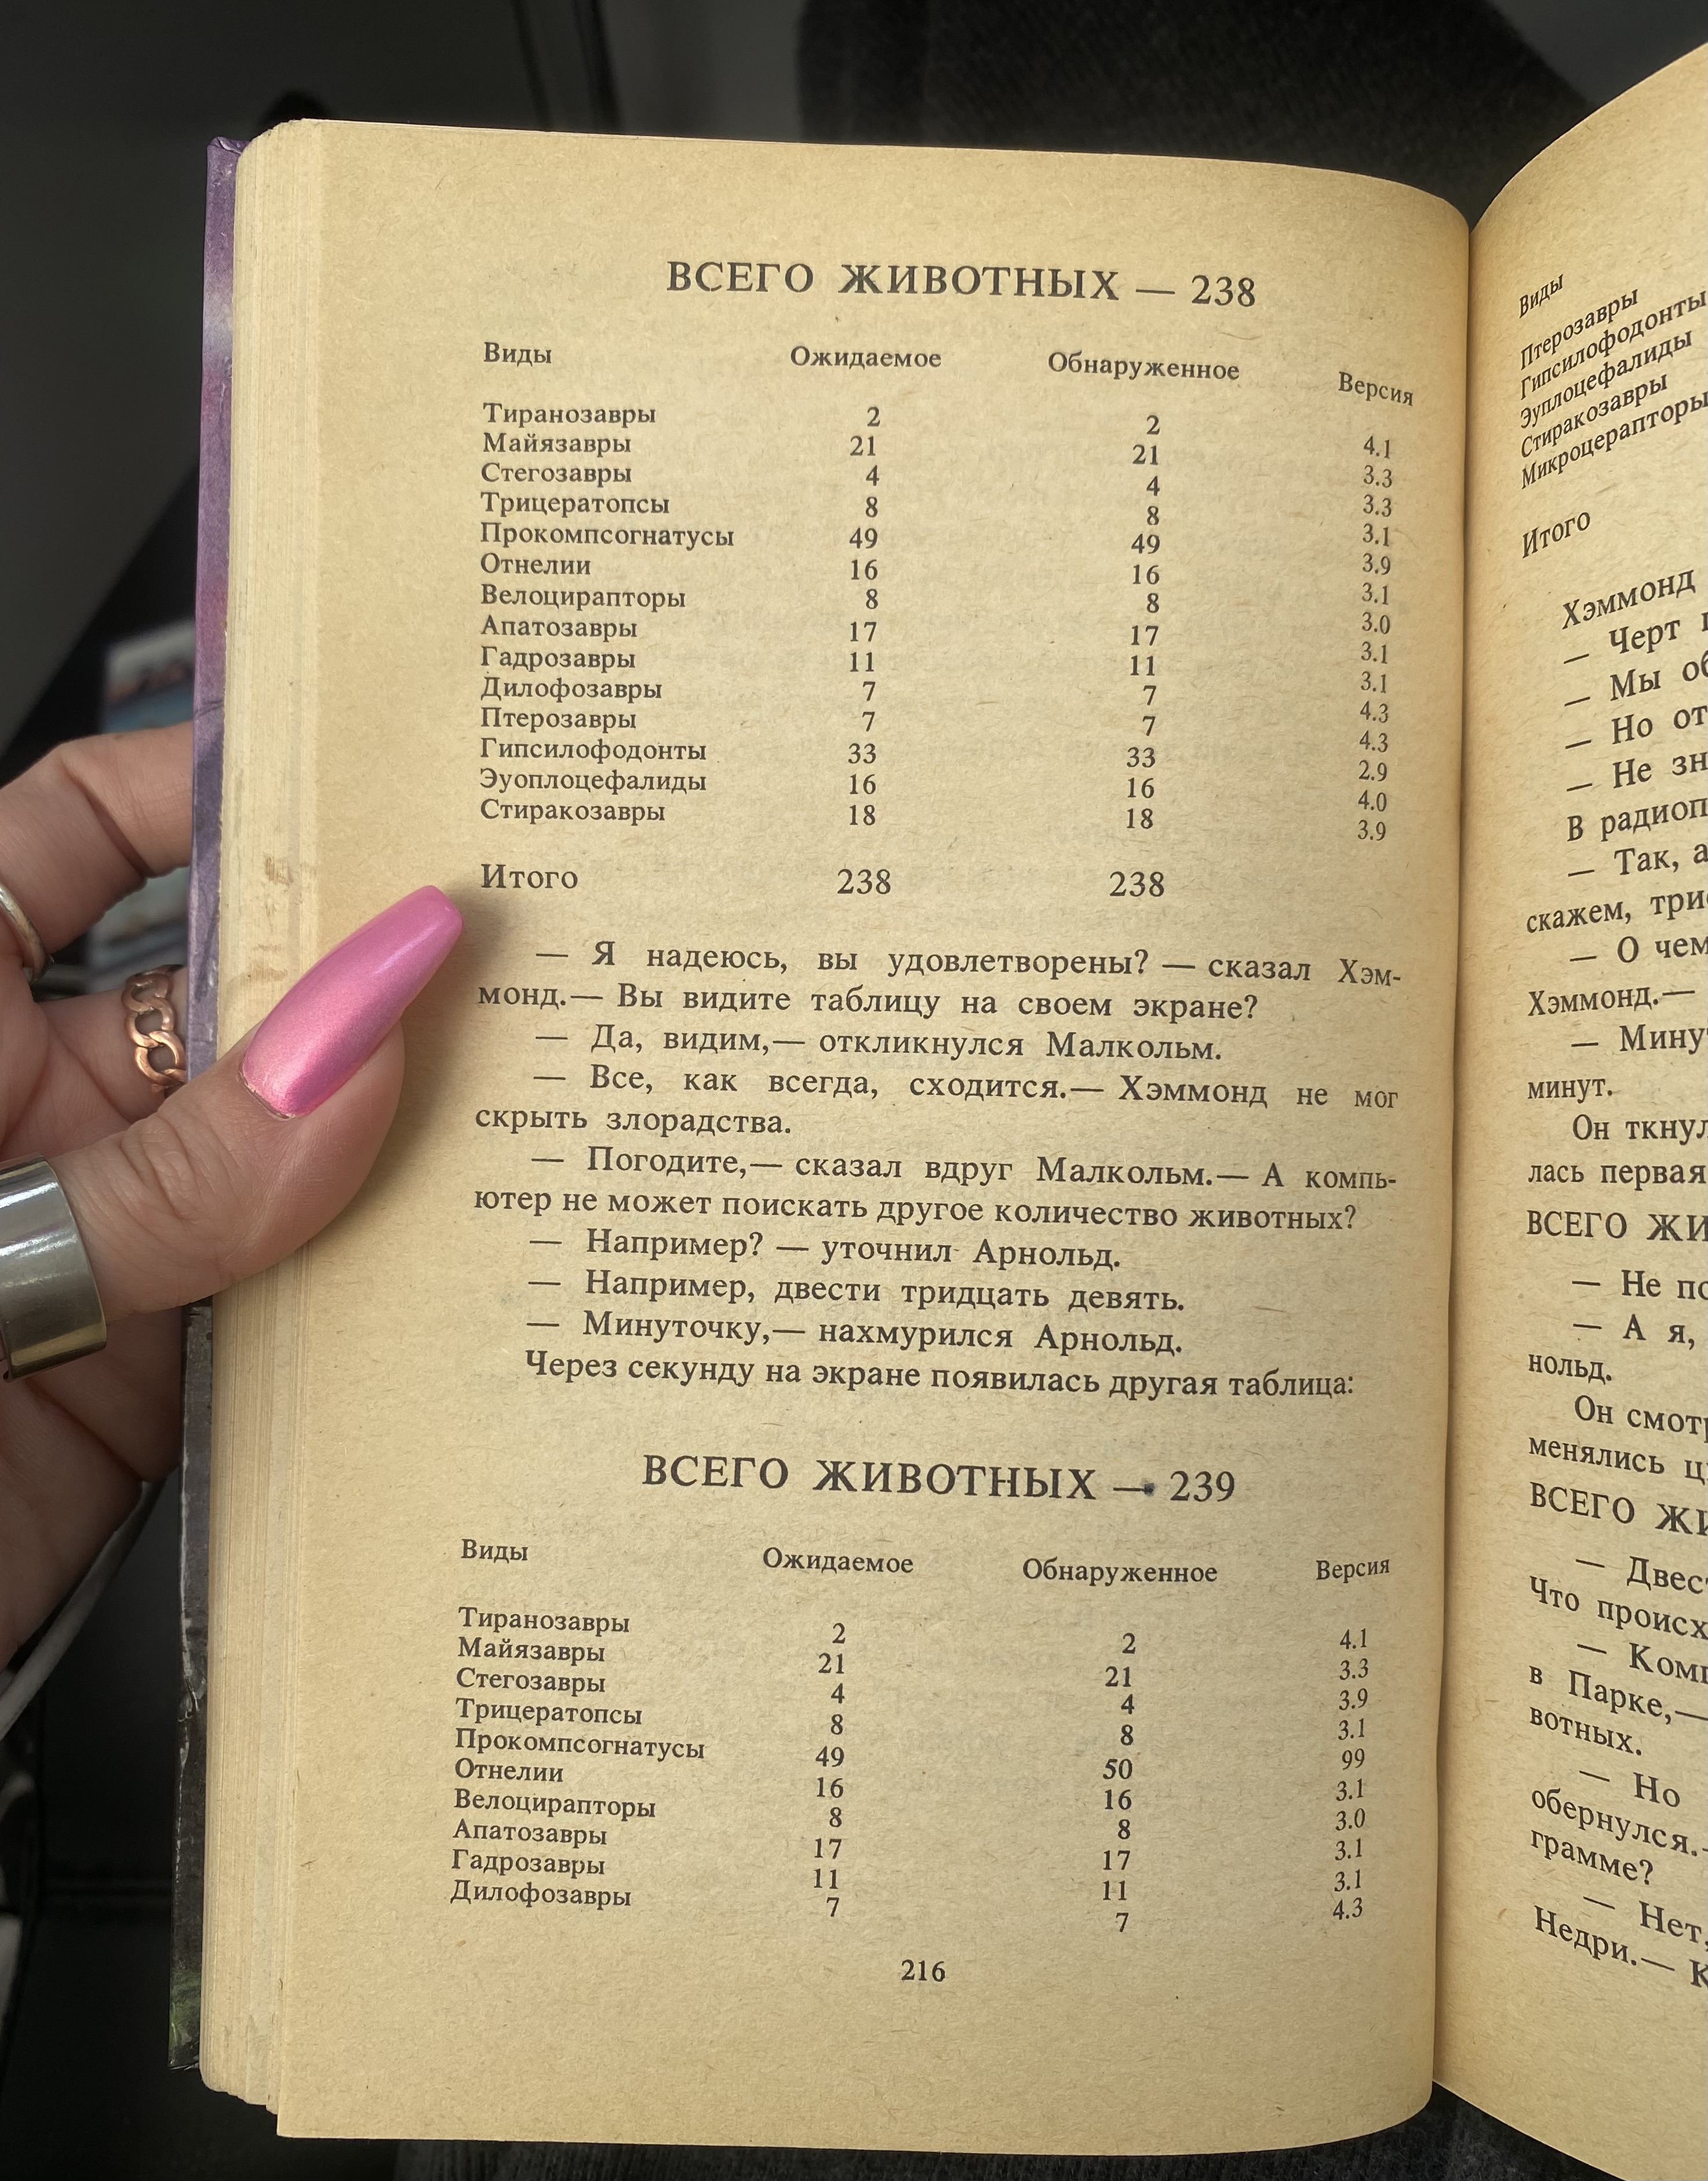 ВСЕГО ЖИВОТНЫХ — 238
Виды Ожидаемое Обнаруженное Версия
Тиранозавры 2 2 4.1
Майязавры 21 21 3.3
Стегозавры 4 4 3.3
Трицератопсы 8 8 3.1
Прокомпсогнатусы 49 49 3.9
Отнелии 16 16 3.1
Велоцирапторы 8 8 3.0
Апатозавры 17 17 3.1
Гадрозавры 11 11 3.1
Дилофозавры 7 7 4.3
Птерозавры 7 7 4.3
Гипсилофодонты 33 33 2.9
Эуоплоцефалиды 16 16 4.0
Стиракозавры 18 18 3.9
Итого 238 238
— Я надеюсь, вы удовлетворены? — сказал Хэм-
монд.— Вы видите таблицу на своем экране?
— Да, видим,— откликнулся Малкольм.
— Все, как всегда, сходится.— Хэммонд не мог
скрыть злорадства.
— Погодите,— сказал вдруг Малкольм.— А компь-
ютер не может поискать другое количество животных?
— Например? — уточнил Арнольд.
— Например, двести тридцать девять.
— Минуточку,— нахмурился Арнольд.
Через секунду на экране появилась другая таблица:
ВСЕГО ЖИВОТНЫХ — 239
Виды Ожидаемое Обнаруженное Версия
Тиранозавры 2 2 4.1
Майязавры 21 21 3.3
Стегозавры 4 4 3.9
Трицератопсы 8 8 3.1
Прокомпсогнатусы 49 50 99
Отнелии 16 16 3.1
Велоцирапторы 8 8 3.0
Апатозавры 17 17 3.1
Гадрозавры 11 11 3.1
Дилофозавры 7 7 4.3
216
Виды
Птерозавры
Гипсилофодонты
Эуплоцефалиды
Стиракозавры
Микроцерапторы
Итого
Хэммонд
— Черт
— Мы
— Но
— Не
В
— Так,
скажем,
— О
Хэммонд.—
—
минут.
Он
лась первая
ВСЕГО
— Не
— А я,
нольд.
Он
менялись
ВСЕГО
—
Что
—
в Парке,—
вотных.
— Но
обернулся.—
грамме?
— Нет,
Недри.—